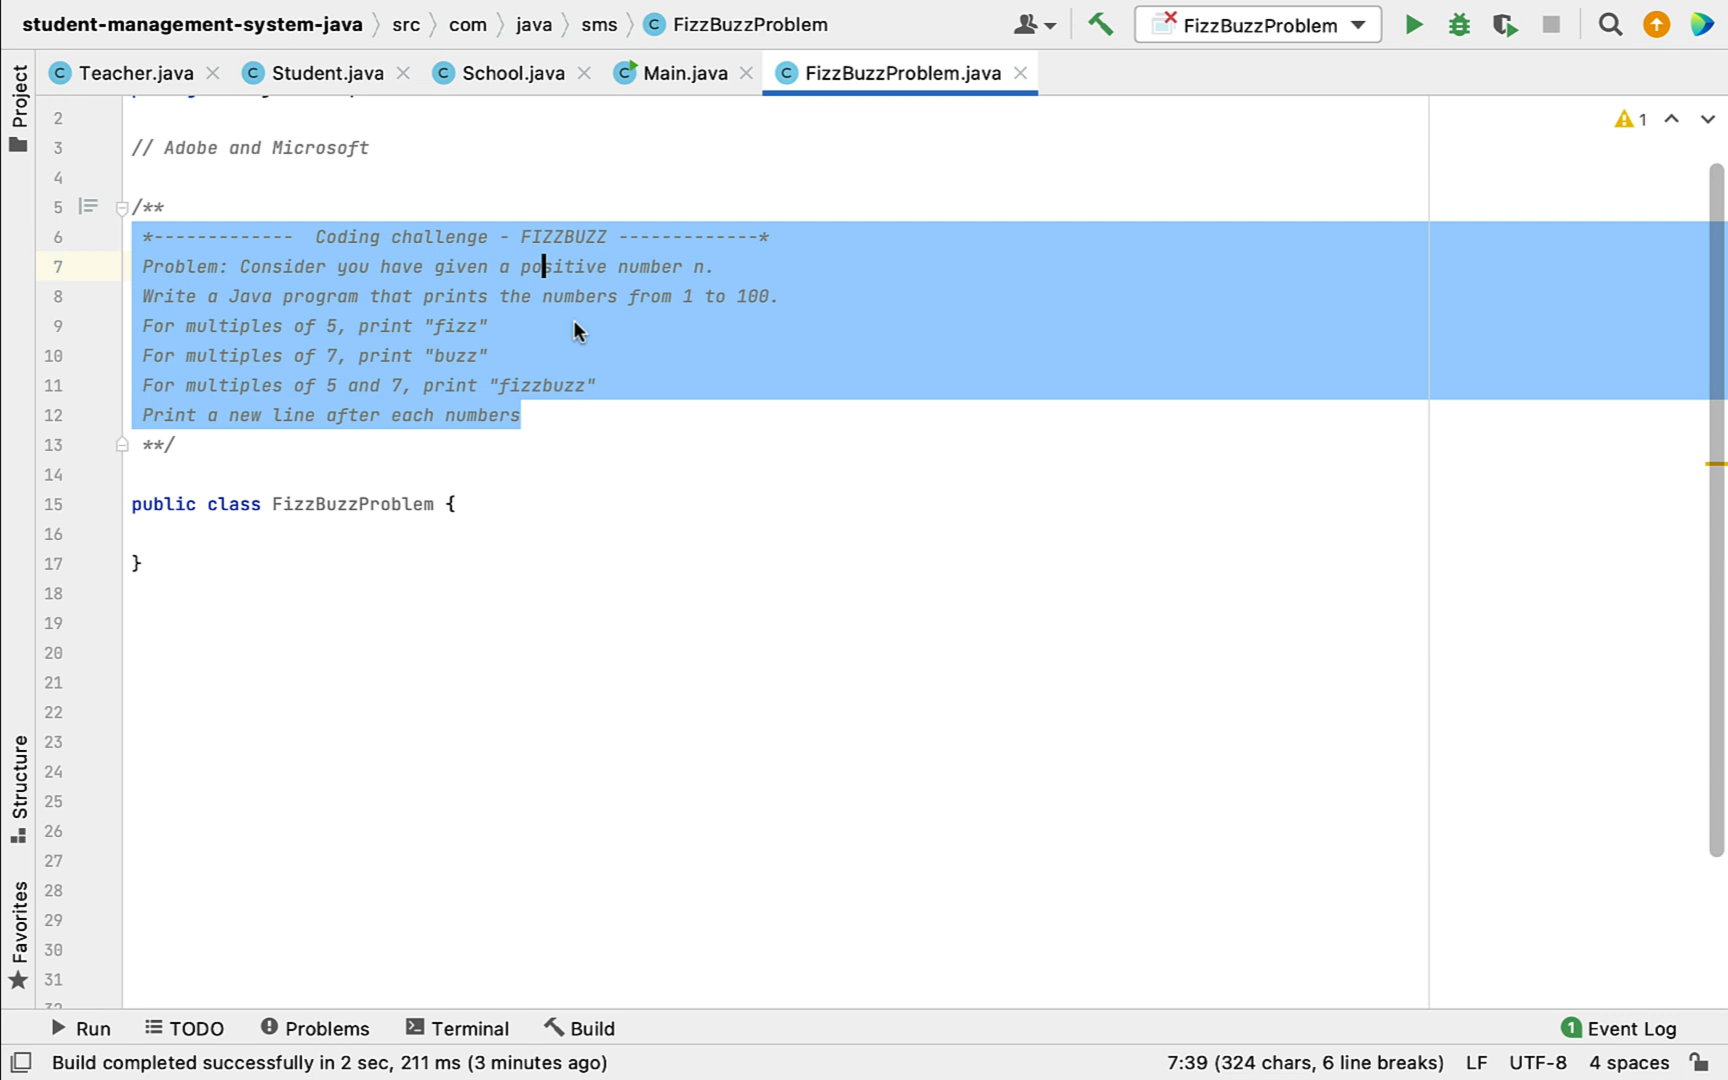 student-management-system-java src com java sms FizzBuzzProblem FizzBuzzProblem
Project
Teacher.java Student.java School.java Main.java FizzBuzzProblem.java
1
2
3 // Adobe and Microsoft
4
5 /**
6 *------------- Coding challenge - FIZZBUZZ -------------*
7 Problem: Consider you have given a positive number n.
8 Write a Java program that prints the numbers from 1 to 100.
9 For multiples of 5, print "fizz"
10 For multiples of 7, print "buzz"
11 For multiples of 5 and 7, print "fizzbuzz"
12 Print a new line after each numbers
13 **/
14
15 public class FizzBuzzProblem {
16
17 }
18
19
20
21
22
23
24
25
26
27
28
29
30
31
Structure
Favorites
Run TODO Problems Terminal Build 1 Event Log
Build completed successfully in 2 sec, 211 ms (3 minutes ago) 7:39 (324 chars, 6 line breaks) LF UTF-8 4 spaces